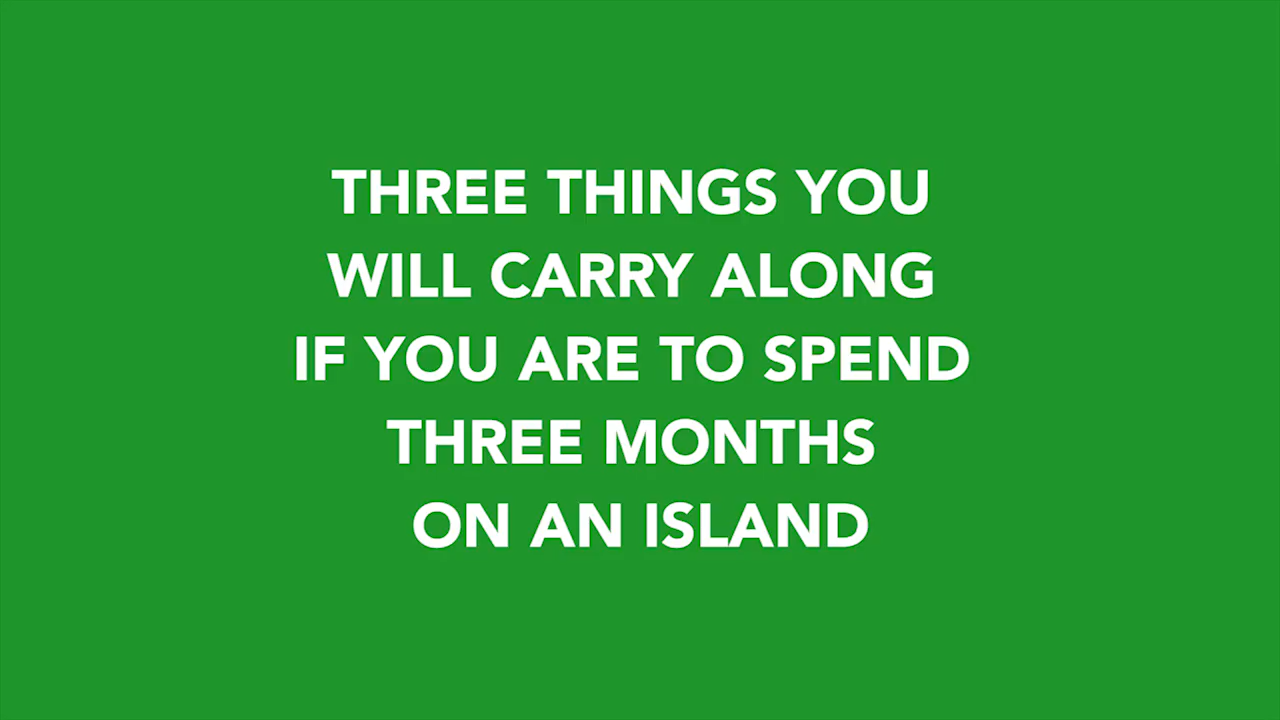 THREE THINGS YOU
WILL CARRY ALONG
IF YOU ARE TO SPEND
THREE MONTHS
ON AN ISLAND